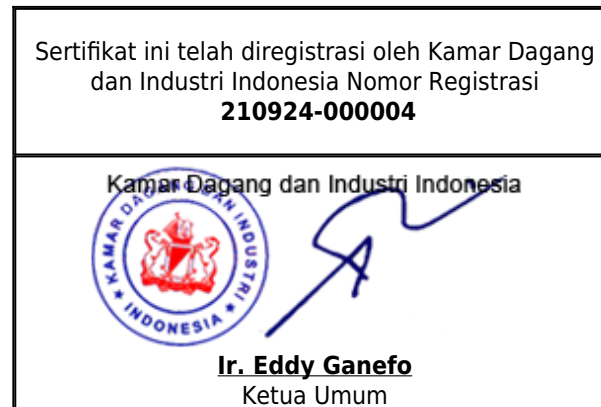 Sertifikat ini telah diregistrasi oleh Kamar Dagang
dan Industri Indonesia Nomor Registrasi
210924-000004
Kamar Dagang dan Industri Indonesia
KAMAR DAGANG DAN INDUSTRI
INDONESIA
Ir. Eddy Ganefo
Ketua Umum